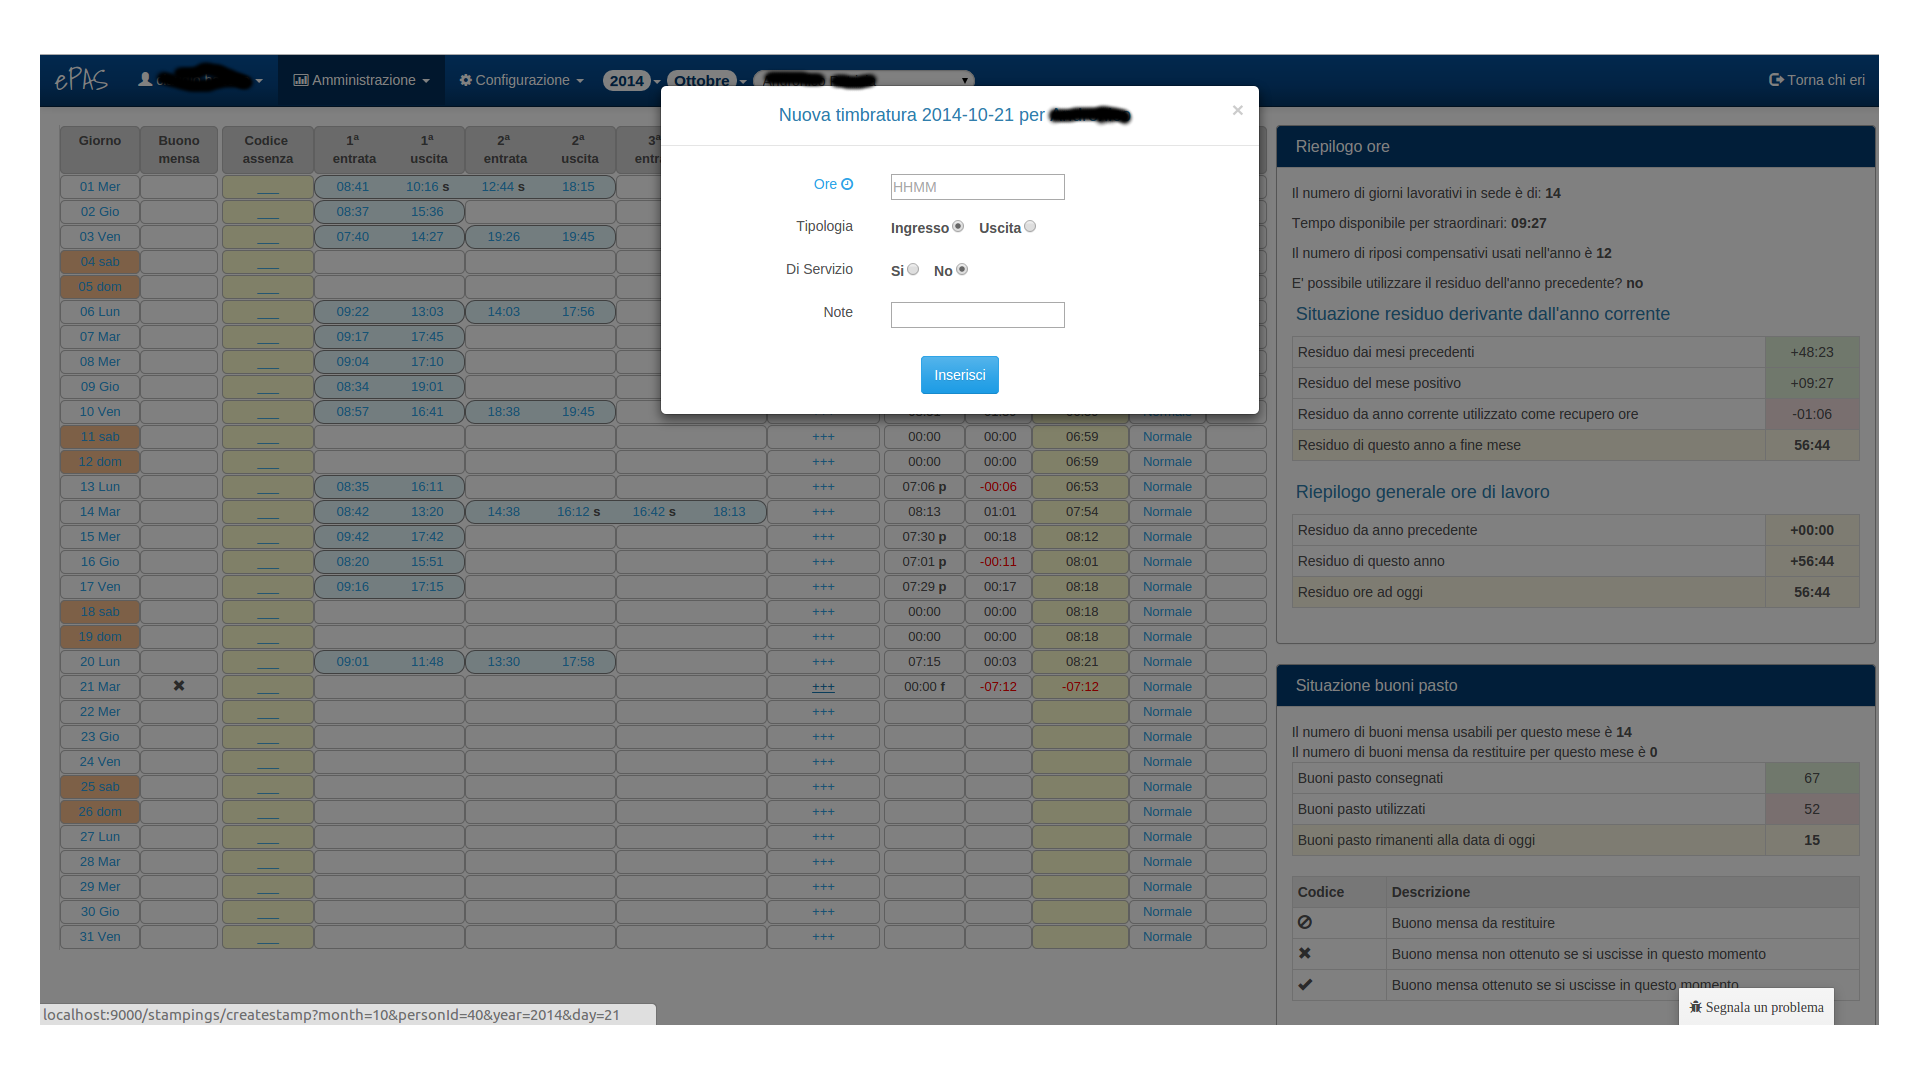 ePAS Amministrazione Configurazione 2014 Ottobre Torna chi eri
Nuova timbratura 2014-10-21 per ×
Ore HHMM
Tipologia Ingresso Uscita
Di Servizio Si No
Note
Inserisci
Giorno Buono mensa Codice assenza 1ª entrata 1ª uscita 2ª entrata 2ª uscita 3ª
01 Mer ___ 08:41 10:16 s 12:44 s 18:15
02 Gio ___ 08:37 15:36
03 Ven ___ 07:40 14:27 19:26 19:45
04 sab ___
05 dom ___
06 Lun ___ 09:22 13:03 14:03 17:56
07 Mar ___ 09:17 17:45
08 Mer ___ 09:04 17:10
09 Gio ___ 08:34 19:01
10 Ven ___ 08:57 16:41 18:38 19:45
11 sab ___ +++ 00:00 00:00 06:59 Normale
12 dom ___ +++ 00:00 00:00 06:59 Normale
13 Lun ___ 08:35 16:11 +++ 07:06 p -00:06 06:53 Normale
14 Mar ___ 08:42 13:20 14:38 16:12 s 16:42 s 18:13 +++ 08:13 01:01 07:54 Normale
15 Mer ___ 09:42 17:42 +++ 07:30 p 00:18 08:12 Normale
16 Gio ___ 08:20 15:51 +++ 07:01 p -00:11 08:01 Normale
17 Ven ___ 09:16 17:15 +++ 07:29 p 00:17 08:18 Normale
18 sab ___ +++ 00:00 00:00 08:18 Normale
19 dom ___ +++ 00:00 00:00 08:18 Normale
20 Lun ___ 09:01 11:48 13:30 17:58 +++ 07:15 00:03 08:21 Normale
21 Mar ✖ ___ +++ 00:00 f -07:12 -07:12 Normale
22 Mer ___ +++ Normale
23 Gio ___ +++ Normale
24 Ven ___ +++ Normale
25 sab ___ +++ Normale
26 dom ___ +++ Normale
27 Lun ___ +++ Normale
28 Mar ___ +++ Normale
29 Mer ___ +++ Normale
30 Gio ___ +++ Normale
31 Ven ___ +++ Normale
Riepilogo ore
Il numero di giorni lavorativi in sede è di: 14
Tempo disponibile per straordinari: 09:27
Il numero di riposi compensativi usati nell'anno è 12
E' possibile utilizzare il residuo dell'anno precedente? no
Situazione residuo derivante dall'anno corrente
Residuo dai mesi precedenti +48:23
Residuo del mese positivo +09:27
Residuo da anno corrente utilizzato come recupero ore -01:06
Residuo di questo anno a fine mese 56:44
Riepilogo generale ore di lavoro
Residuo da anno precedente +00:00
Residuo di questo anno +56:44
Residuo ore ad oggi 56:44
Situazione buoni pasto
Il numero di buoni mensa usabili per questo mese è 14
Il numero di buoni mensa da restituire per questo mese è 0
Buoni pasto consegnati 67
Buoni pasto utilizzati 52
Buoni pasto rimanenti alla data di oggi 15
Codice Descrizione
Buono mensa da restituire
✖ Buono mensa non ottenuto se si uscisse in questo momento
✔ Buono mensa ottenuto se si uscisse in questo momento
Segnala un problema
localhost:9000/stampings/createstamp?month=10&personId=40&year=2014&day=21